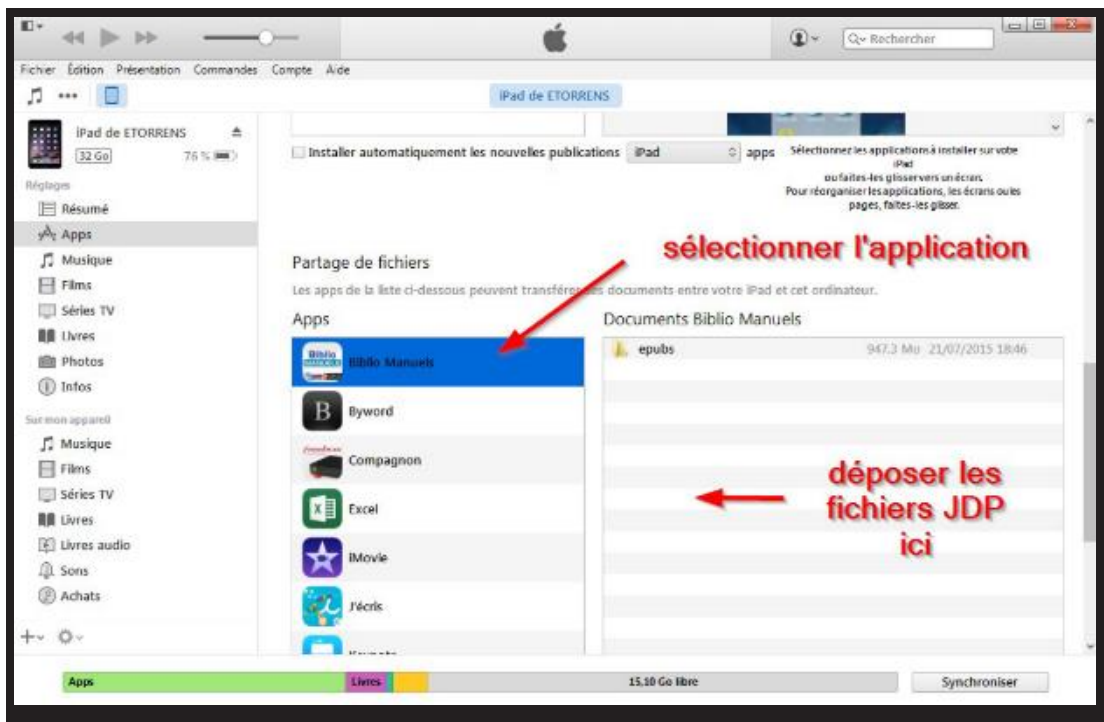 Rechercher
Fichier Édition Présentation Commandes Compte Aide
iPad de ETORRENS
iPad de ETORRENS
32 Go 76 %
Réglages
Résumé
Apps
Musique
Films
Séries TV
Livres
Photos
Infos
Sur mon appareil
Musique
Films
Séries TV
Livres
Livres audio
Sons
Achats
Installer automatiquement les nouvelles publications iPad apps
Sélectionnez les applications à installer sur votre
iPad
ou faites-les glisser vers un écran.
Pour réorganiser les applications, les écrans ou les
pages, faites-les glisser.
sélectionner l'application
Partage de fichiers
Les apps de la liste ci-dessous peuvent transférer des documents entre votre iPad et cet ordinateur.
Apps
Biblio Manuels
Byword
Compagnon
Excel
iMovie
J'écris
Documents Biblio Manuels
epubs 947.3 Mo 21/07/2015 18:46
déposer les
fichiers JDP
ici
Apps Livres 15,10 Go libre Synchroniser